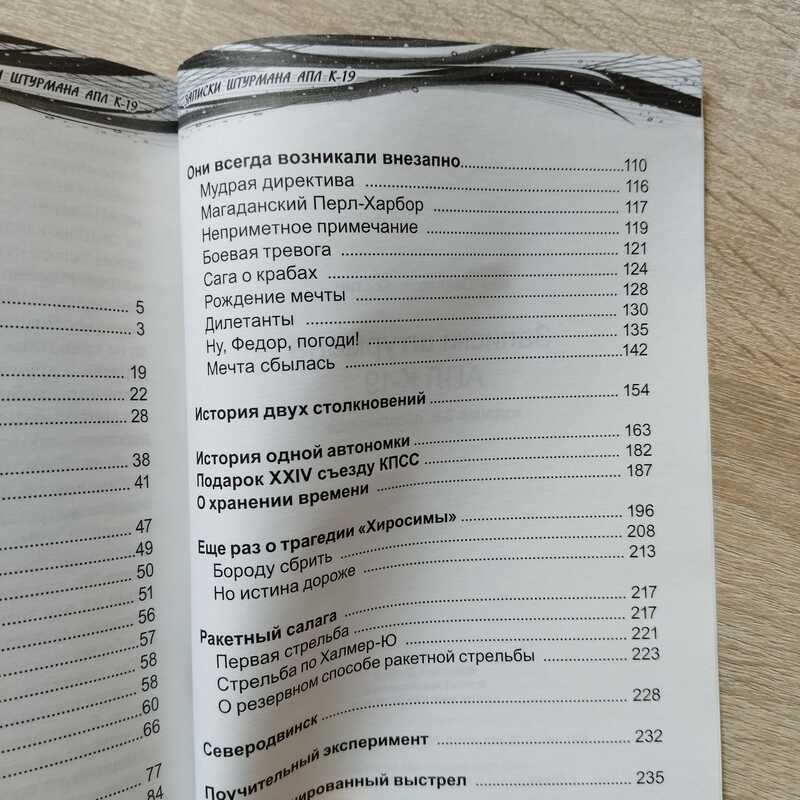 ШТУРМАНА АПЛ К-19
5
3
19
22
28
38
41
47
49
50
51
56
57
58
58
60
66
77
84
ЗАПИСКИ ШТУРМАНА АПЛ К-19
Они всегда возникали внезапно 110
Мудрая директива 116
Магаданский Перл-Харбор 117
Неприметное примечание 119
Боевая тревога 121
Сага о крабах 124
Рождение мечты 128
Дилетанты 130
Ну, Федор, погоди! 135
Мечта сбылась 142
История двух столкновений 154
История одной автономки 163
Подарок XXIV съезду КПСС 182
О хранении времени 187
Еще раз о трагедии «Хиросимы» 196
Бороду сбрить 208
Но истина дороже 213
Ракетный салага 217
Первая стрельба 217
Стрельба по Халмер-Ю 221
О резервном способе ракетной стрельбы 223
Северодвинск 228
Поучительный эксперимент 232
выстрел 235